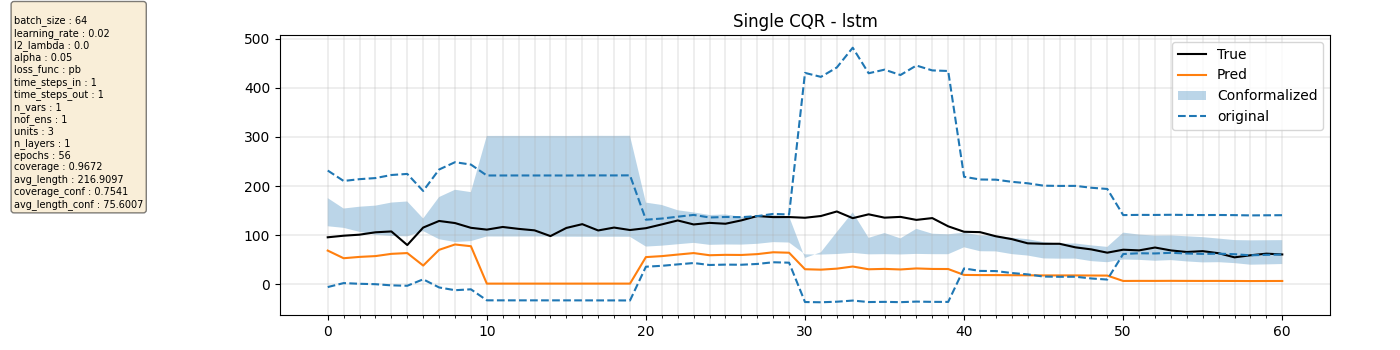 batch_size : 64
learning_rate : 0.02
l2_lambda : 0.0
alpha : 0.05
loss_func : pb
time_steps_in : 1
time_steps_out : 1
n_vars : 1
nof_ens : 1
units : 3
n_layers : 1
epochs : 56
coverage : 0.9672
avg_length : 216.9097
coverage_conf : 0.7541
avg_length_conf : 75.6007
Single CQR - lstm
500
400
300
200
100
0
True
Pred
Conformalized
original
0 10 20 30 40 50 60